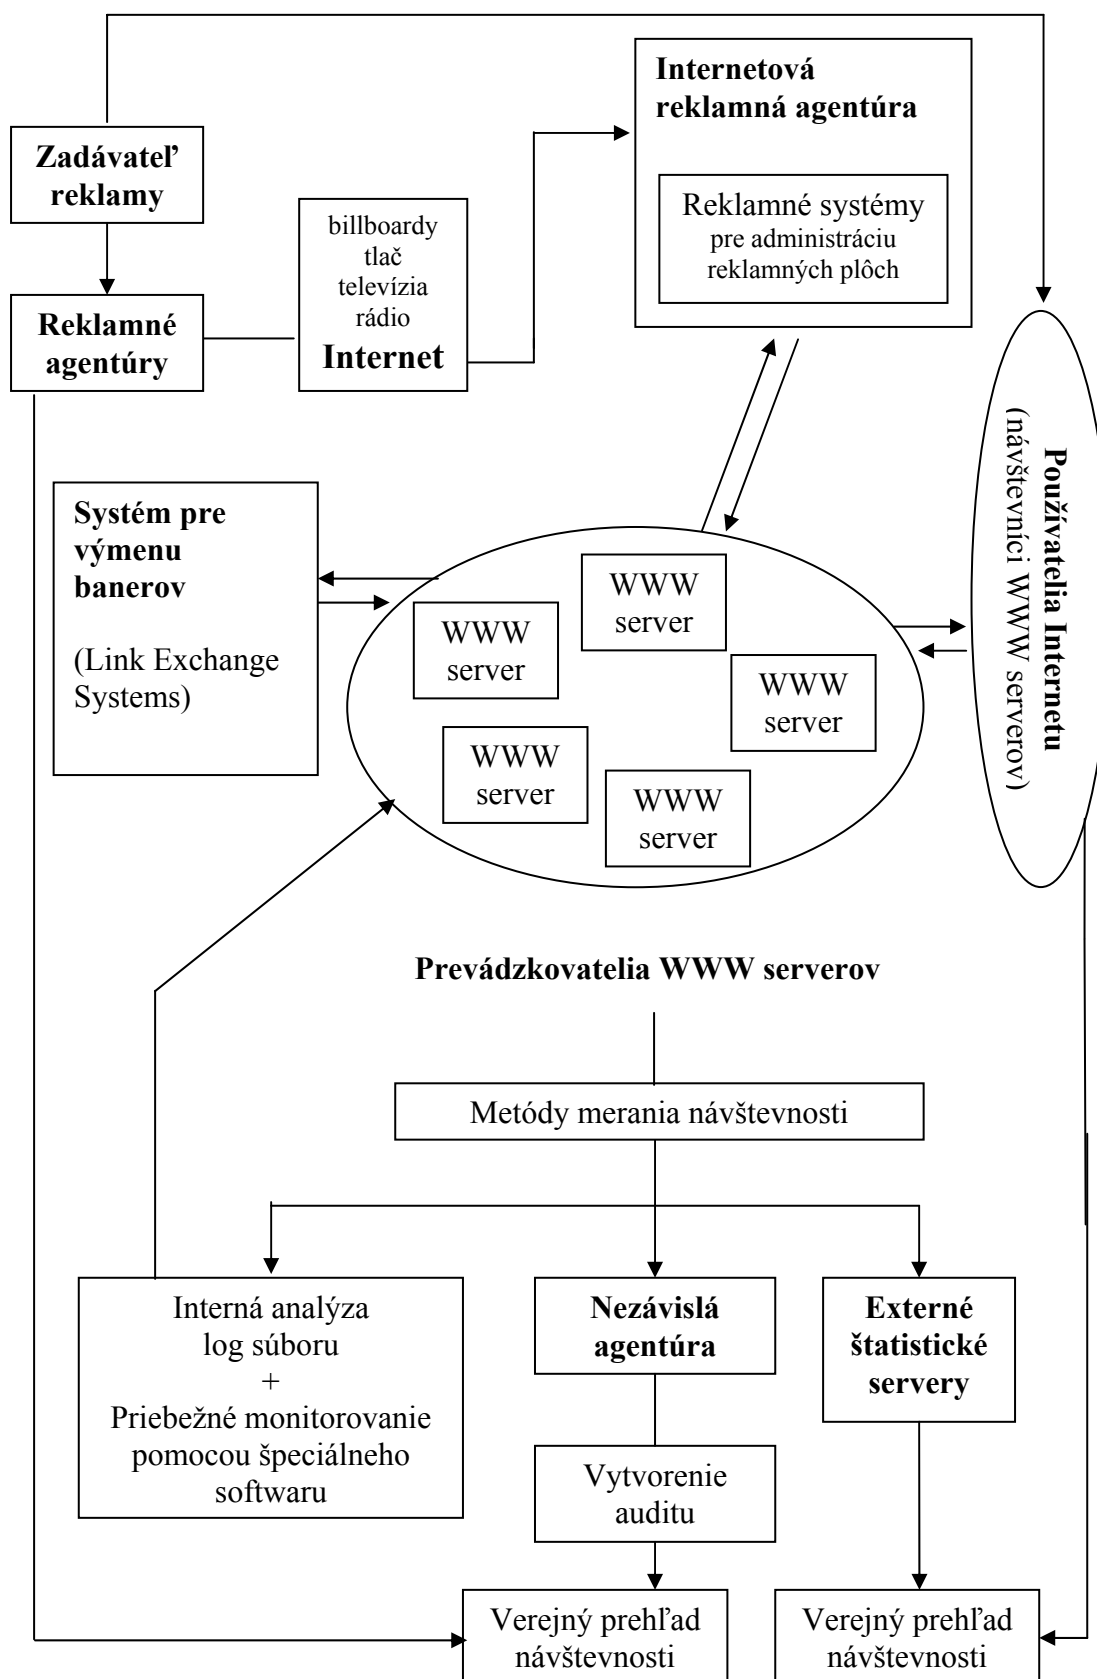 Internetová
reklamná agentúra
Zadávateľ
reklamy
Reklamné systémy
pre administráciu
reklamných plôch
billboardy
tlač
televízia
rádio
Internet
Reklamné
agentúry
Používatelia Internetu
(návštevníci WWW serverov)
Systém pre
výmenu
banerov
(Link Exchange
Systems)
WWW
server
WWW
server
WWW
server
WWW
server
WWW
server
Prevádzkovatelia WWW serverov
Metódy merania návštevnosti
Interná analýza
log súboru
+
Priebežné monitorovanie
pomocou špeciálneho
softwaru
Nezávislá
agentúra
Externé
štatistické
servery
Vytvorenie
auditu
Verejný prehľad
návštevnosti
Verejný prehľad
návštevnosti